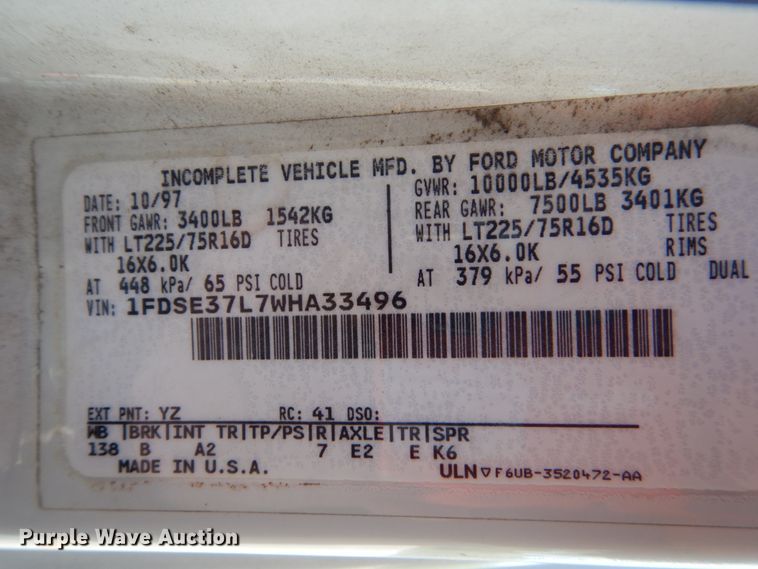 INCOMPLETE VEHICLE MFD. BY FORD MOTOR COMPANY
DATE: 10/97
FRONT GAWR: 3400LB 1542KG
WITH LT225/75R16D TIRES
16X6.0K
AT 448 kPa/ 65 PSI COLD
GVWR: 10000LB/4535KG
REAR GAWR: 7500LB 3401KG
WITH LT225/75R16D TIRES
16X6.0K RIMS
AT 379 kPa/ 55 PSI COLD DUAL
VIN: 1FDSE37L7WHA33496
EXT PNT: YZ RC: 41 DSO:
WB |BRK|INT TR|TP/PS|R|AXLE|TR|SPR
138 B A2 7 E2 E K6
MADE IN U.S.A.
ULN ▽ F6UB-3520472-AA
Purple Wave Auction